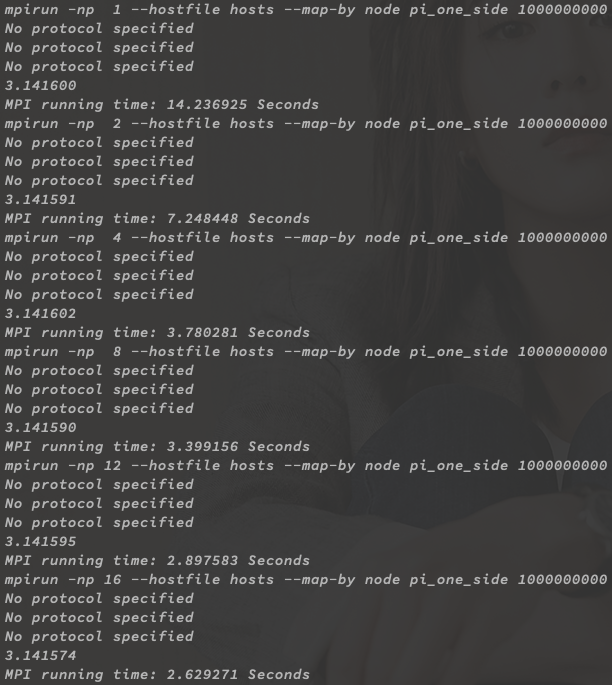 mpirun -np  1 --hostfile hosts --map-by node pi_one_side 1000000000
No protocol specified
No protocol specified
No protocol specified
3.141600
MPI running time: 14.236925 Seconds
mpirun -np  2 --hostfile hosts --map-by node pi_one_side 1000000000
No protocol specified
No protocol specified
No protocol specified
3.141591
MPI running time: 7.248448 Seconds
mpirun -np  4 --hostfile hosts --map-by node pi_one_side 1000000000
No protocol specified
No protocol specified
No protocol specified
3.141602
MPI running time: 3.780281 Seconds
mpirun -np  8 --hostfile hosts --map-by node pi_one_side 1000000000
No protocol specified
No protocol specified
No protocol specified
3.141590
MPI running time: 3.399156 Seconds
mpirun -np 12 --hostfile hosts --map-by node pi_one_side 1000000000
No protocol specified
No protocol specified
No protocol specified
3.141595
MPI running time: 2.897583 Seconds
mpirun -np 16 --hostfile hosts --map-by node pi_one_side 1000000000
No protocol specified
No protocol specified
No protocol specified
3.141574
MPI running time: 2.629271 Seconds